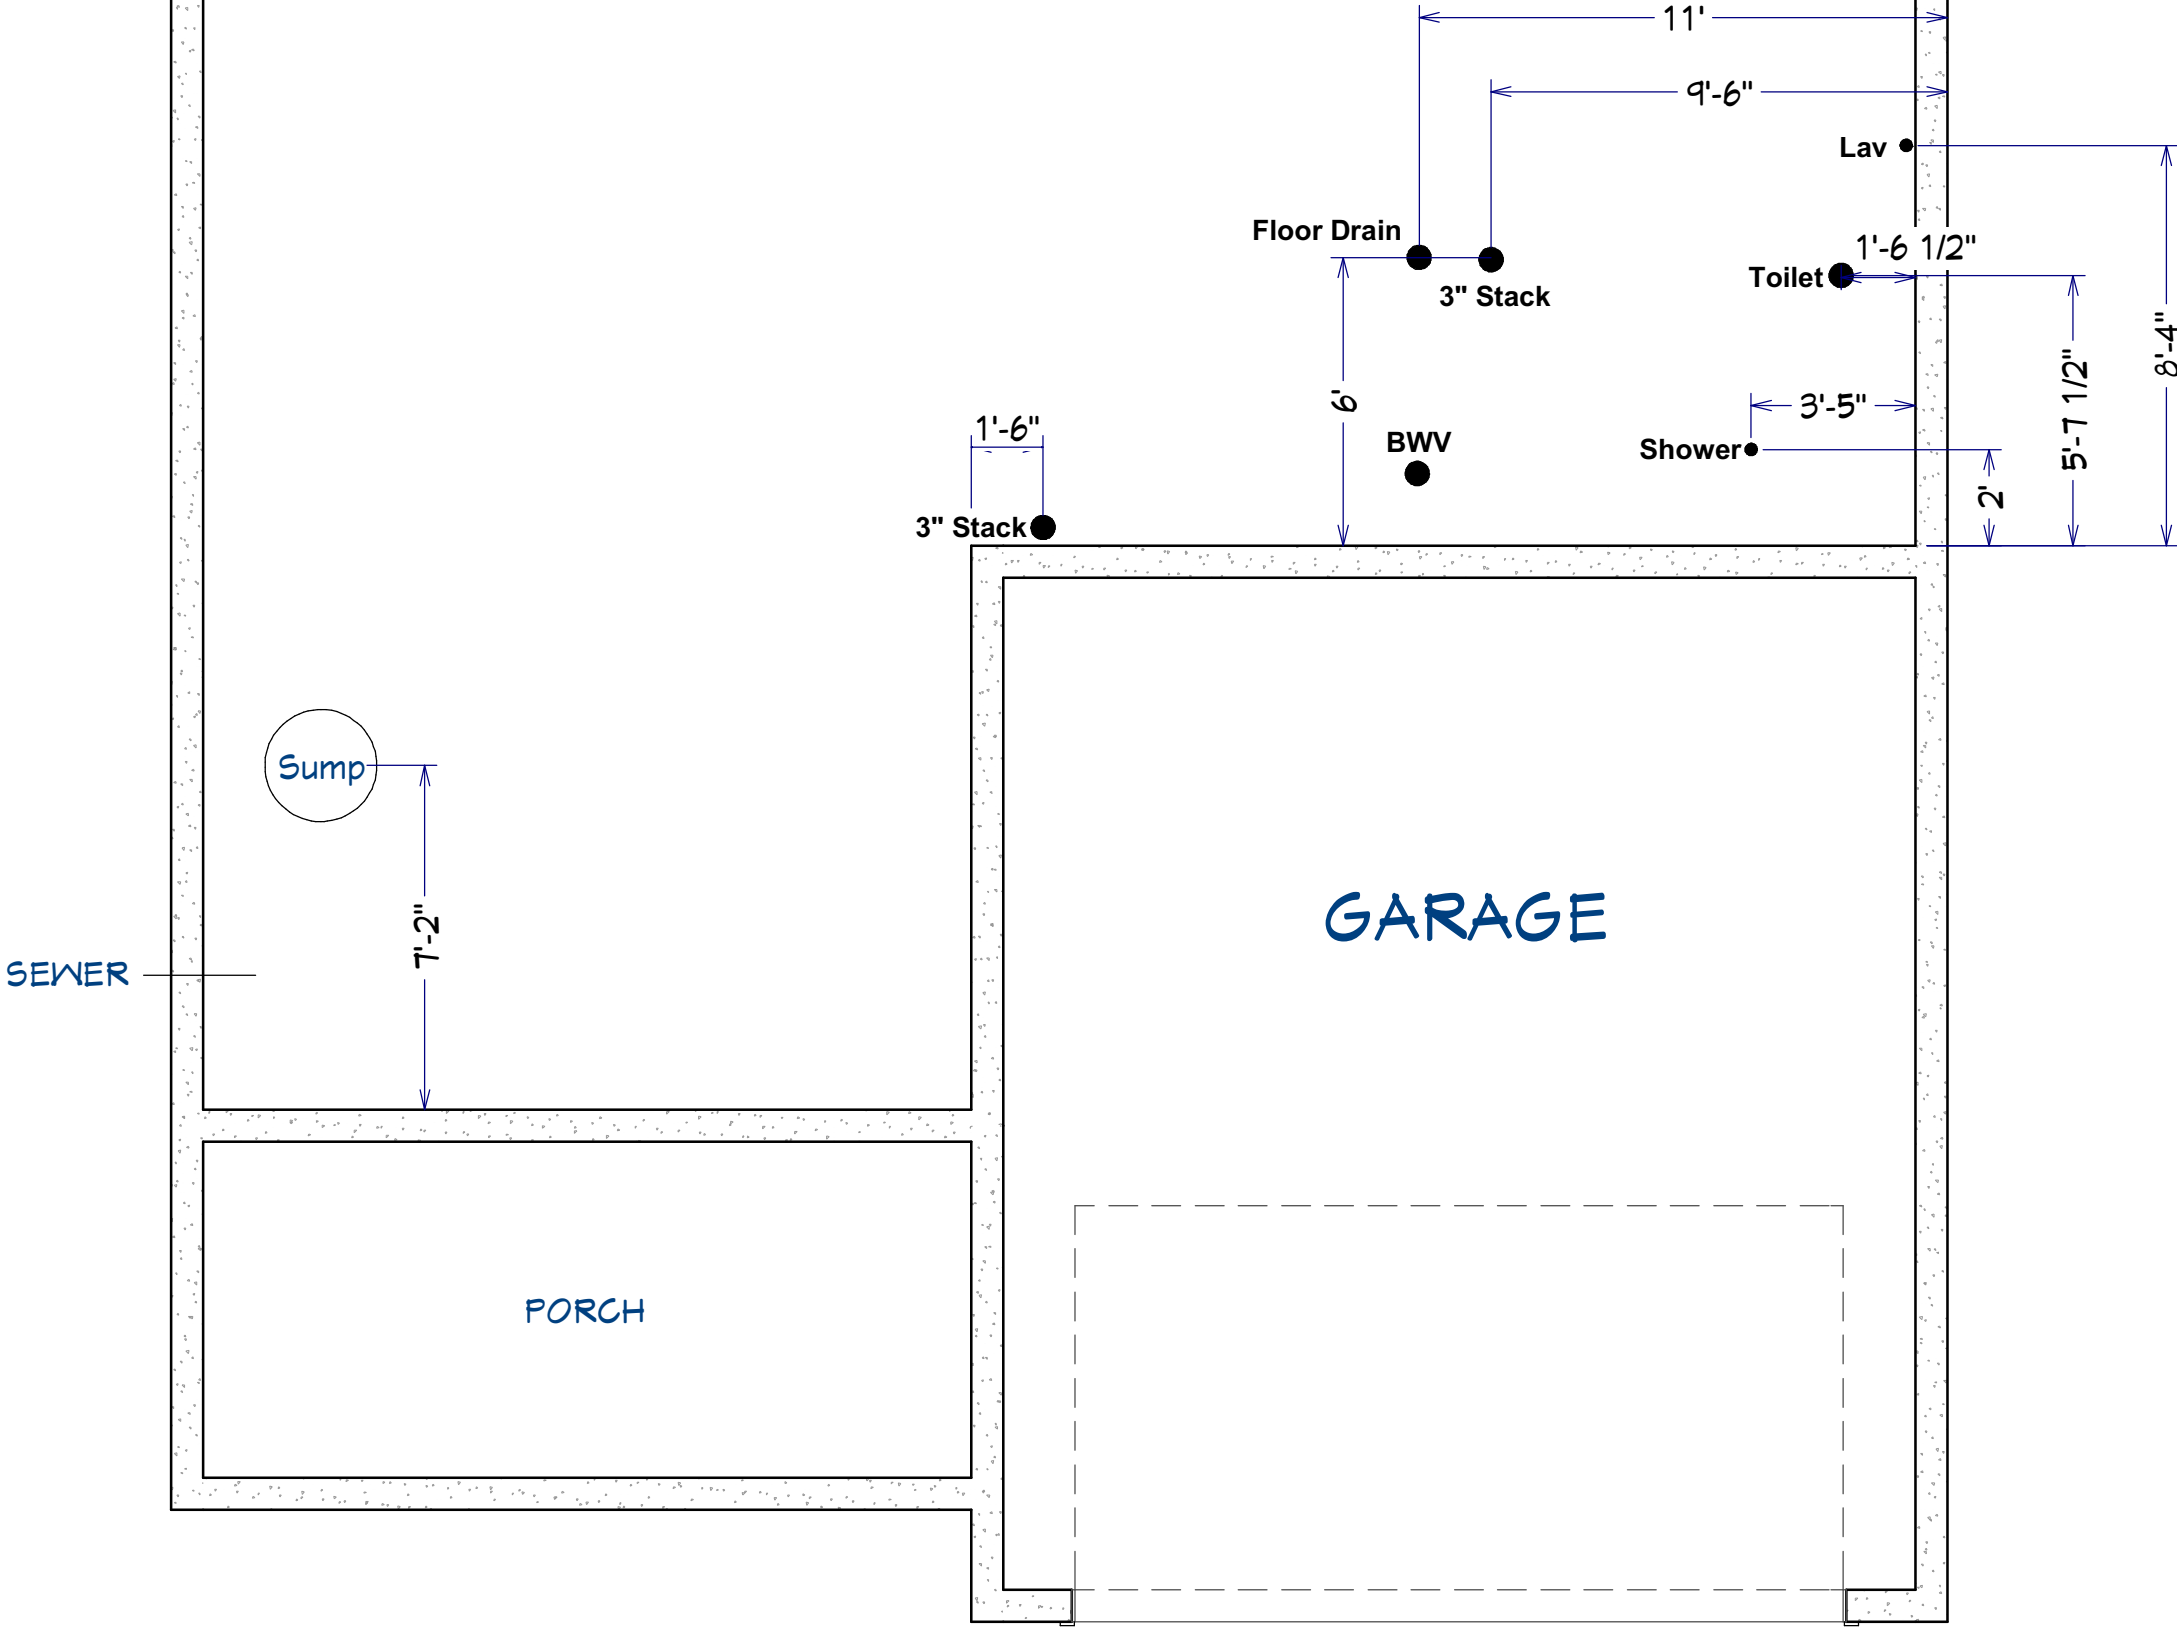 11'
9'-6"
Lav
Floor Drain
1'-6 1/2"
Toilet
3" Stack
8'-4"
5'-7 1/2"
6'
3'-5"
1'-6"
BWV
Shower
2'
3" Stack
Sump
GARAGE
7'-2"
SEWER
PORCH